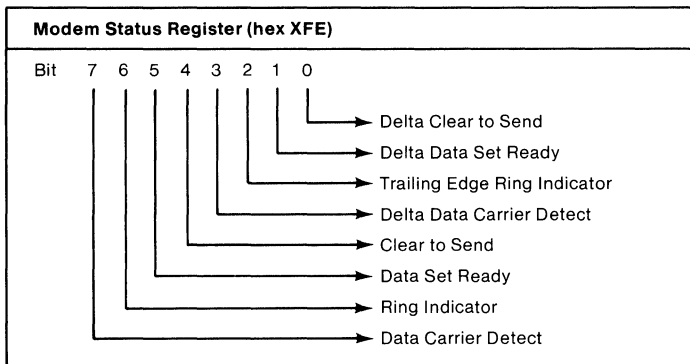 Modem Status Register (hex XFE)
Bit 7 6 5 4 3 2 1 0
Delta Clear to Send
Delta Data Set Ready
Trailing Edge Ring Indicator
Delta Data Carrier Detect
Clear to Send
Data Set Ready
Ring Indicator
Data Carrier Detect